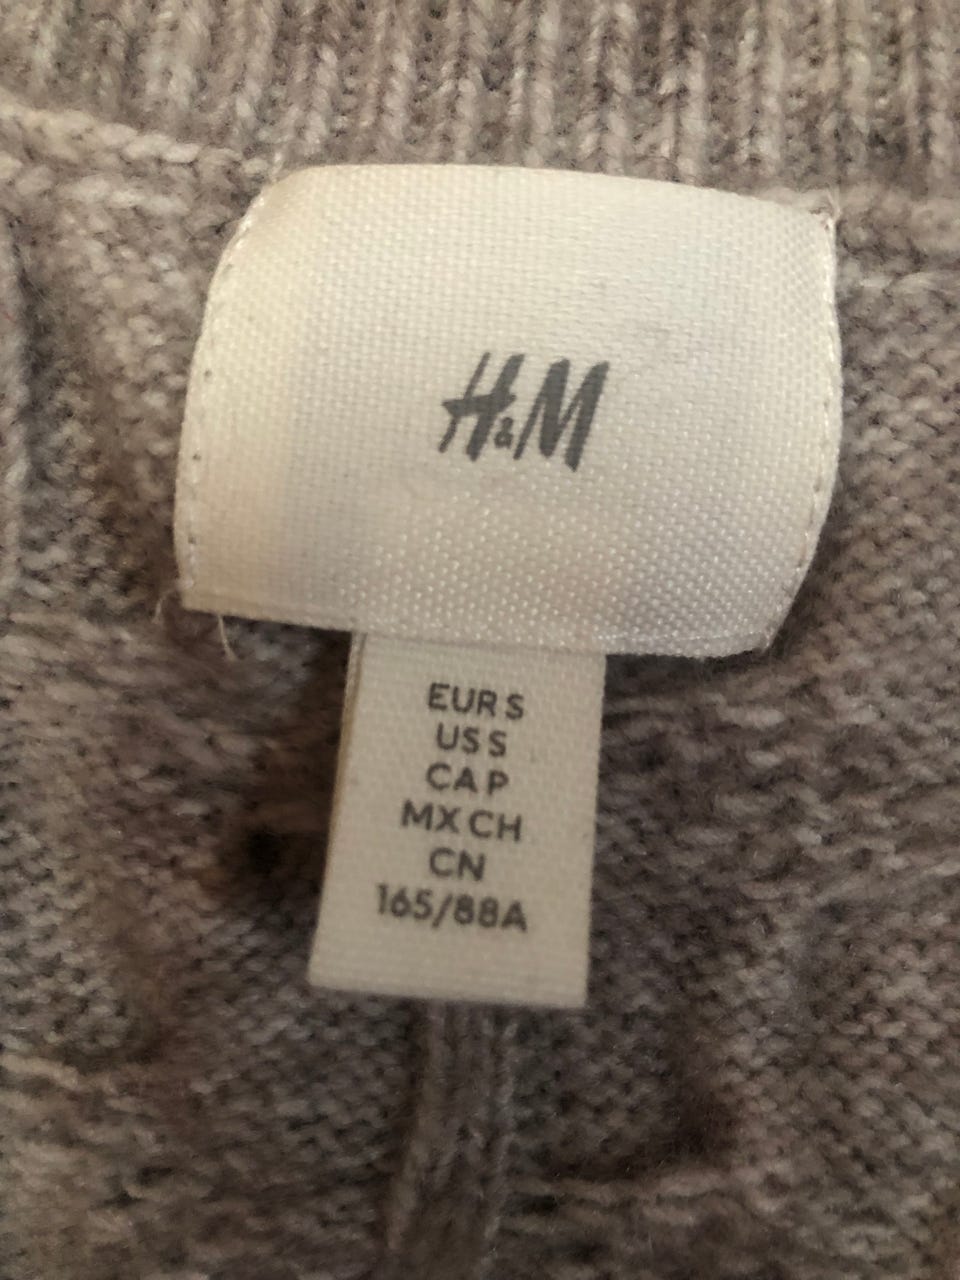 H&M
EUR S
US S
CA P
MX CH
CN
165/88A